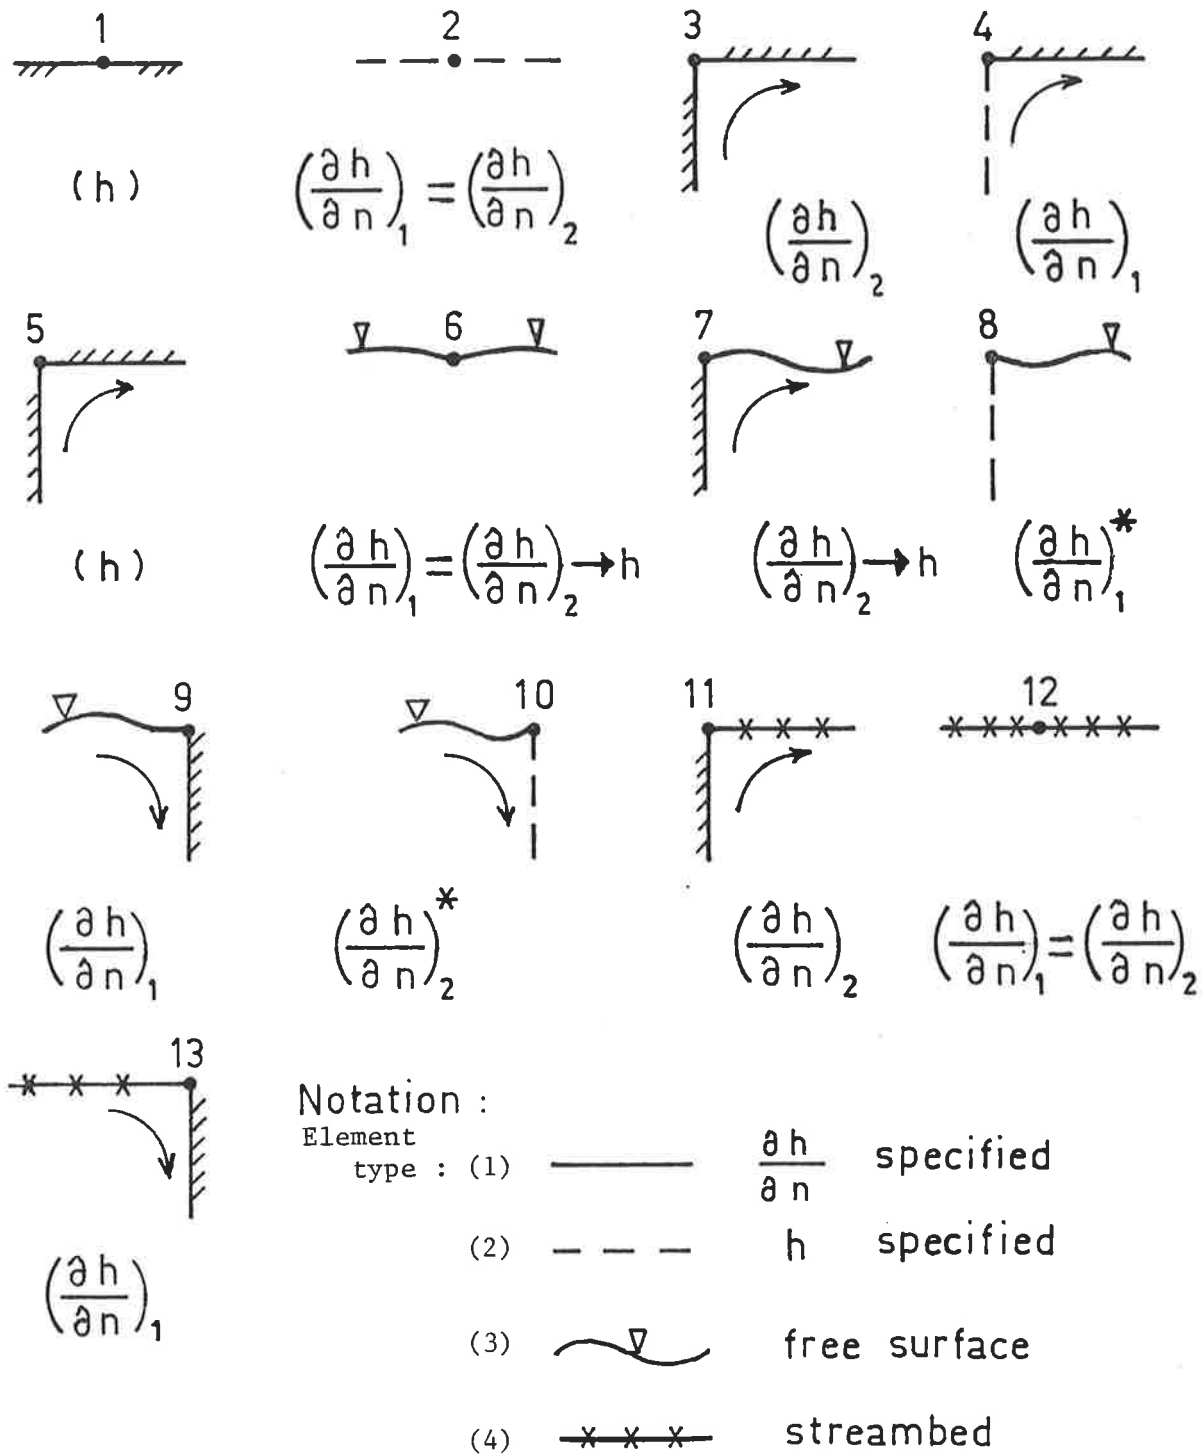 1 2 3 4
(h) (∂h/∂n)₁ = (∂h/∂n)₂ (∂h/∂n)₂ (∂h/∂n)₁
5 6 7 8
(h) (∂h/∂n)₁ = (∂h/∂n)₂ → h (∂h/∂n)₂ → h (∂h/∂n)₁*
9 10 11 12
(∂h/∂n)₁ (∂h/∂n)₂* (∂h/∂n)₂ (∂h/∂n)₁ = (∂h/∂n)₂
13
(∂h/∂n)₁
Notation :
Element
type : (1) ∂h/∂n specified
(2) h specified
(3) free surface
(4) streambed